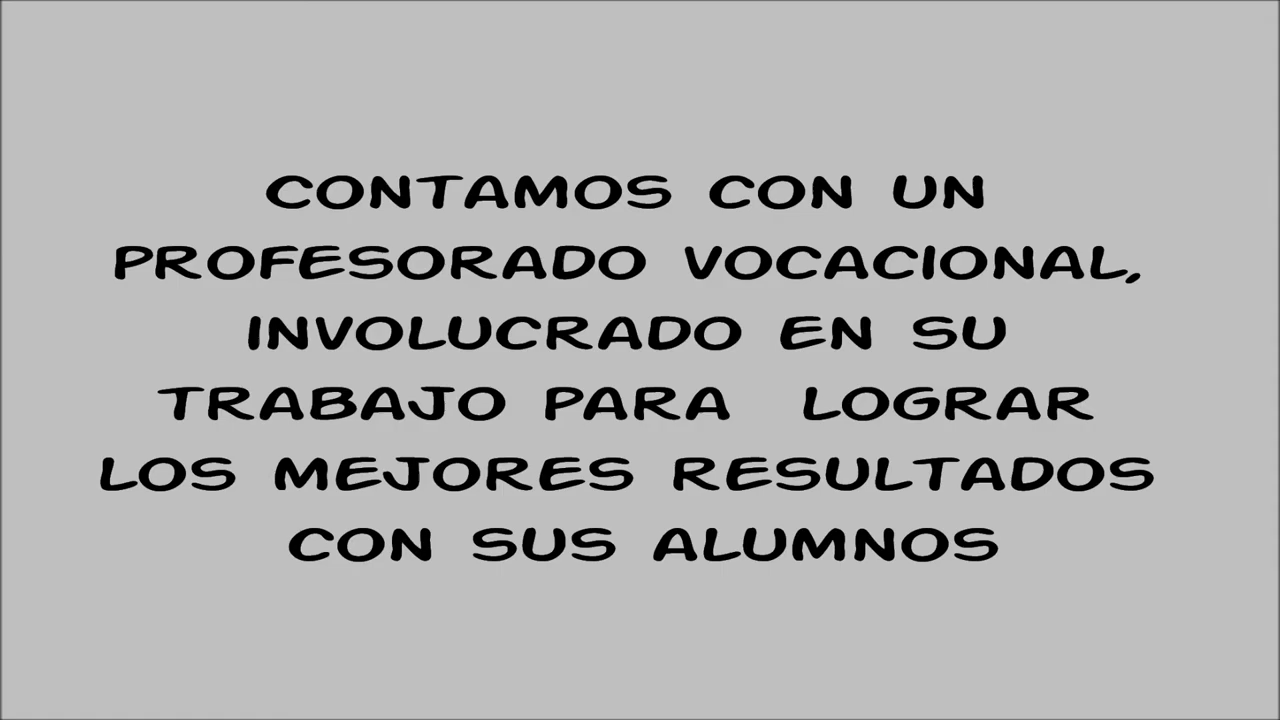 CONTAMOS CON UN
PROFESORADO VOCACIONAL,
INVOLUCRADO EN SU
TRABAJO PARA LOGRAR
LOS MEJORES RESULTADOS
CON SUS ALUMNOS